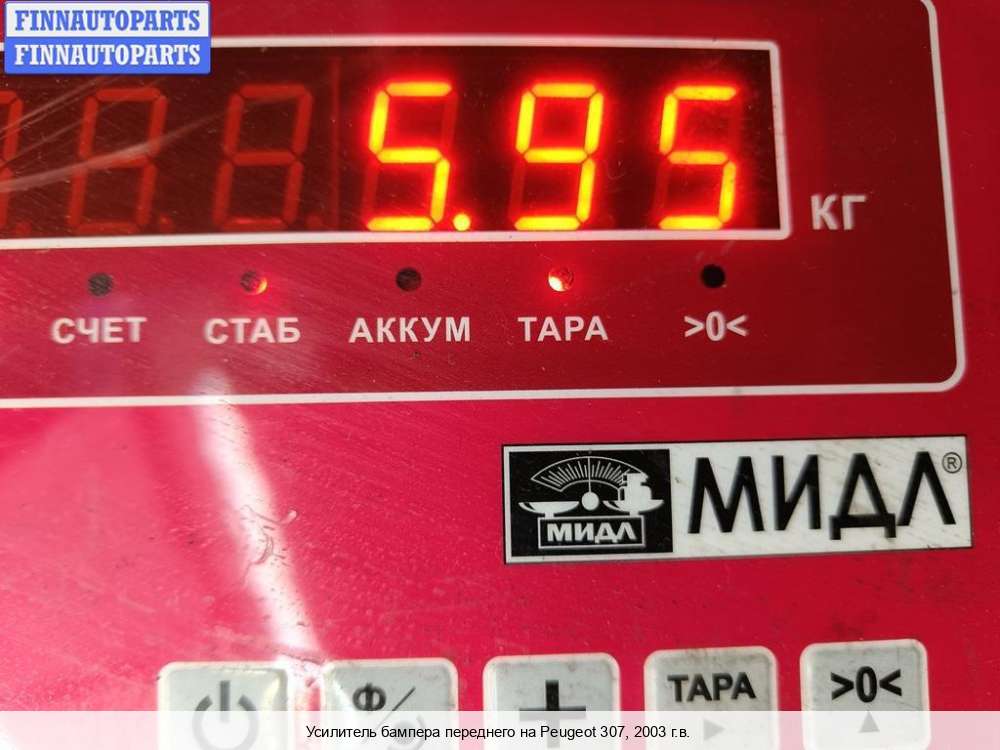 FINNAUTOPARTS
FINNAUTOPARTS
5.95
КГ
СЧЕТ СТАБ АККУМ ТАРА >0<
МИДЛ МИДЛ®
Ф/ + ТАРА >0<
Усилитель бампера переднего на Peugeot 307, 2003 г.в.